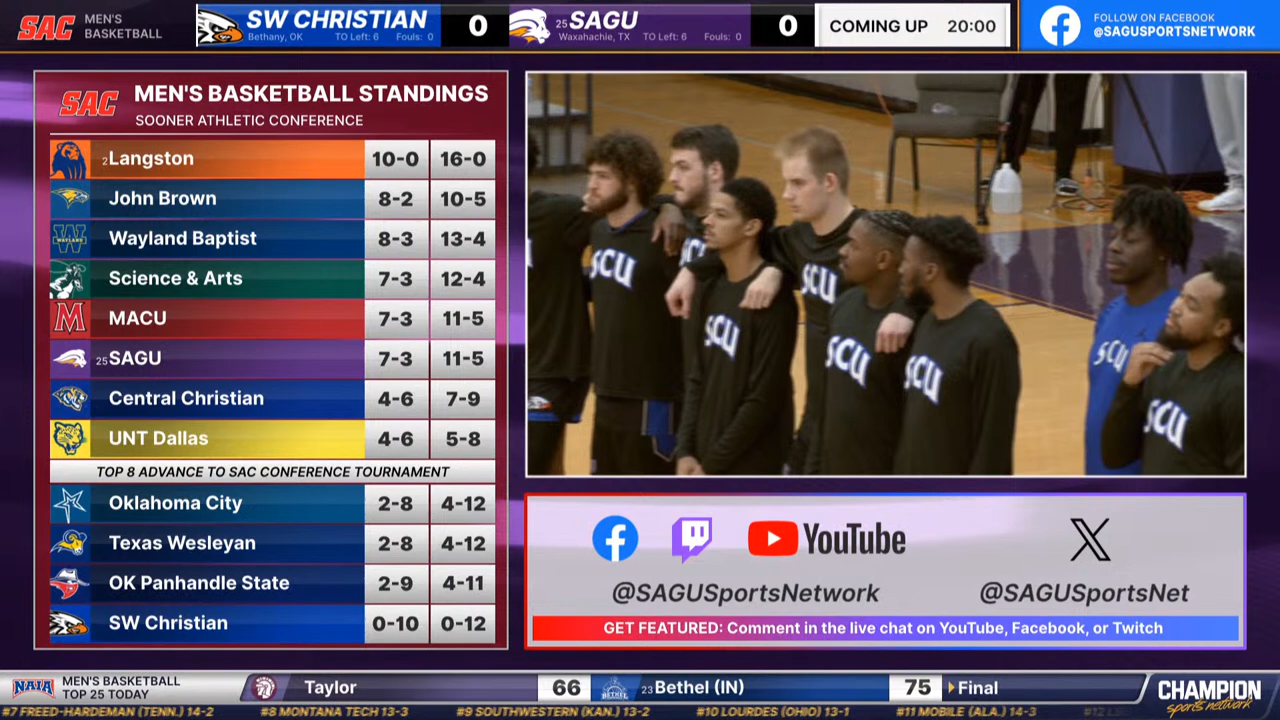 SAC MEN'S BASKETBALL
SW CHRISTIAN 0
Bethany, OK TO Left: 6 Fouls: 0
25 SAGU 0
Waxahachie, TX TO Left: 6 Fouls: 0
COMING UP 20:00
FOLLOW ON FACEBOOK
@SAGUSPORTSNETWORK
SAC MEN'S BASKETBALL STANDINGS
SOONER ATHLETIC CONFERENCE
2 Langston 10-0 16-0
John Brown 8-2 10-5
WAYLAND Wayland Baptist 8-3 13-4
Science & Arts 7-3 12-4
M MACU 7-3 11-5
25 SAGU 7-3 11-5
Central Christian 4-6 7-9
UNT Dallas 4-6 5-8
TOP 8 ADVANCE TO SAC CONFERENCE TOURNAMENT
Oklahoma City 2-8 4-12
Texas Wesleyan 2-8 4-12
OK Panhandle State 2-9 4-11
SW Christian 0-10 0-12
SCU
SC
SCU
SCU
SCU
SCU
SCU
SCU
YouTube
@SAGUSportsNetwork
@SAGUSportsNet
GET FEATURED: Comment in the live chat on YouTube, Facebook, or Twitch
NAIA MEN'S BASKETBALL
TOP 25 TODAY
Taylor 66
BETHEL 23 Bethel (IN) 75
Final
CHAMPION
sports network
#7 FREED-HARDEMAN (TENN.) 14-2 #8 MONTANA TECH 13-3 #9 SOUTHWESTERN (KAN.) 13-2 #10 LOURDES (OHIO) 13-1 #11 MOBILE (ALA.) 14-3